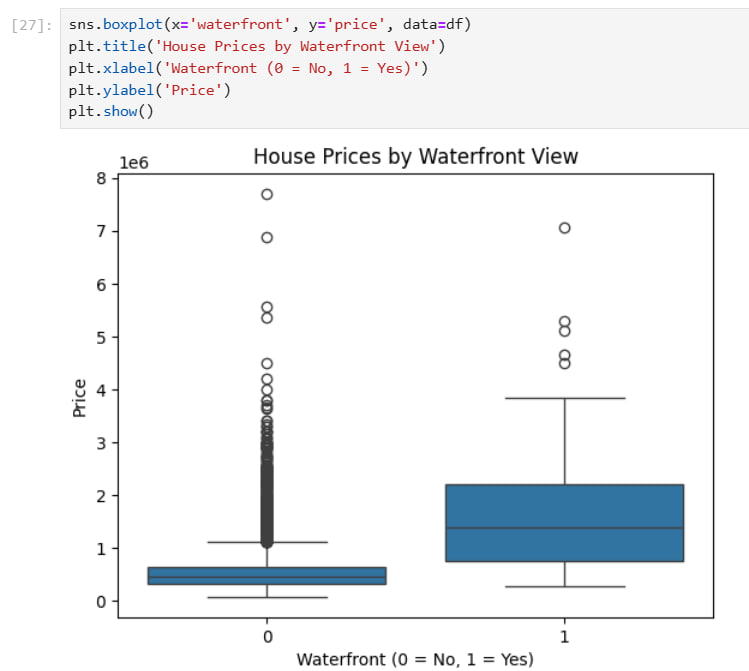 [27]: sns.boxplot(x='waterfront', y='price', data=df)
plt.title('House Prices by Waterfront View')
plt.xlabel('Waterfront (0 = No, 1 = Yes)')
plt.ylabel('Price')
plt.show()
House Prices by Waterfront View
1e6
8
7
6
5
4
3
2
1
0
Price
0 1
Waterfront (0 = No, 1 = Yes)